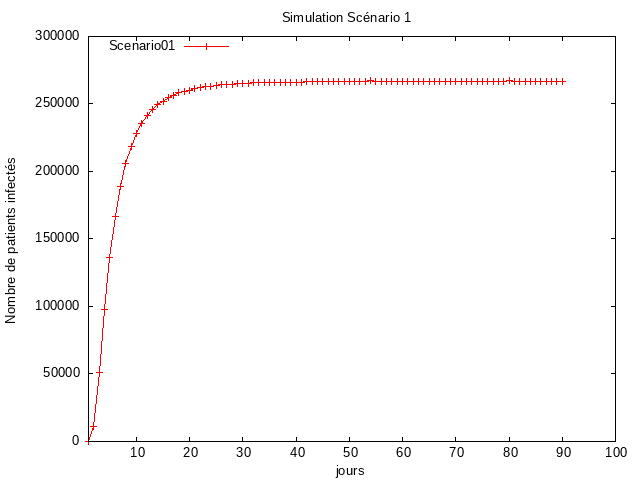 Simulation Scénario 1
300000
Scenario01
250000
200000
150000
100000
50000
0
Nombre de patients infectés
10 20 30 40 50 60 70 80 90 100
jours